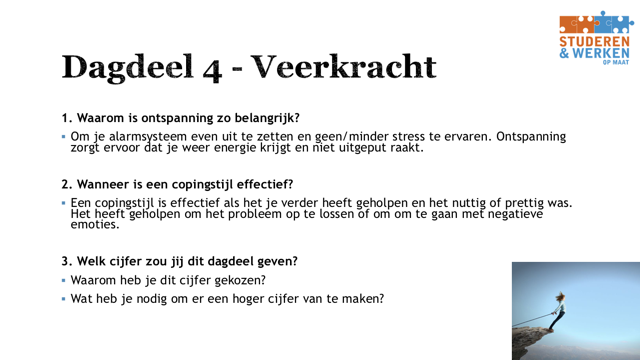 STUDEREN
& WERKEN
OP MAAT
Dagdeel 4 - Veerkracht
1. Waarom is ontspanning zo belangrijk?
▪ Om je alarmsysteem even uit te zetten en geen/minder stress te ervaren. Ontspanning
zorgt ervoor dat je weer energie krijgt en niet uitgeput raakt.
2. Wanneer is een copingstijl effectief?
▪ Een copingstijl is effectief als het je verder heeft geholpen en het nuttig of prettig was.
Het heeft geholpen om het probleem op te lossen of om om te gaan met negatieve
emoties.
3. Welk cijfer zou jij dit dagdeel geven?
▪ Waarom heb je dit cijfer gekozen?
▪ Wat heb je nodig om er een hoger cijfer van te maken?